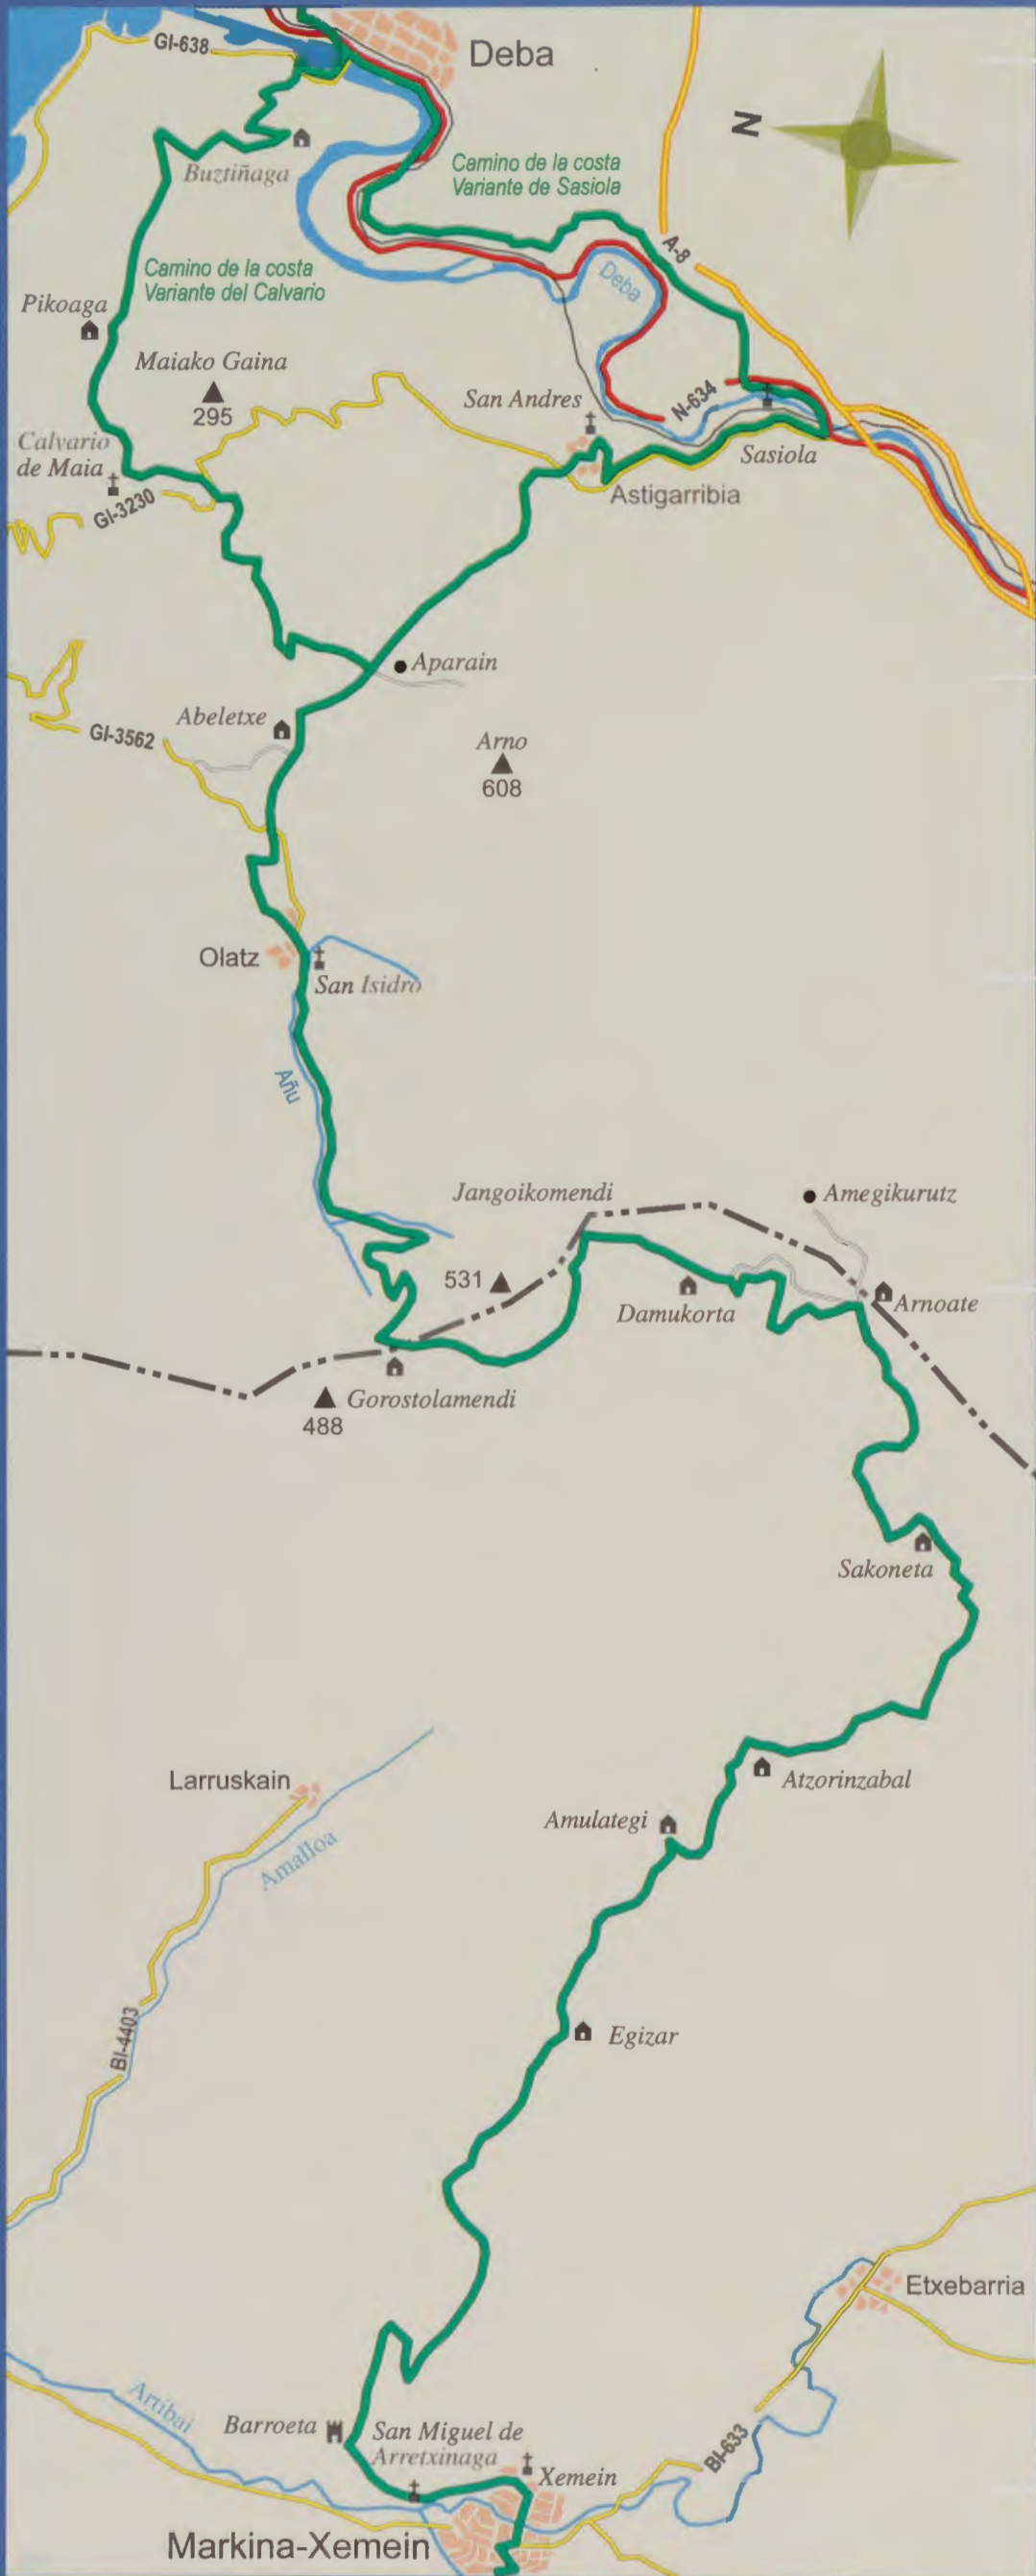 GI-638
Deba
N
Buztiñaga
Camino de la costa
Variante de Sasiola
A-8
Camino de la costa
Variante del Calvario
Deba
Pikoaga
Maiako Gaina
295
San Andres
N-634
Calvario
de Maia
Sasiola
GI-3230
Astigarribia
Aparain
Abeletxe
GI-3562
Arno
608
Olatz
San Isidro
Añu
Jangoikomendi
Amegikurutz
531
Damukorta
Arnoate
Gorostolamendi
488
Sakoneta
Larruskain
Atzorinzabal
Amulategi
Amalloa
BI-4403
Egizar
Etxebarria
Artibai
Barroeta
San Miguel de
Arretxinaga
BI-633
Xemein
Markina-Xemein